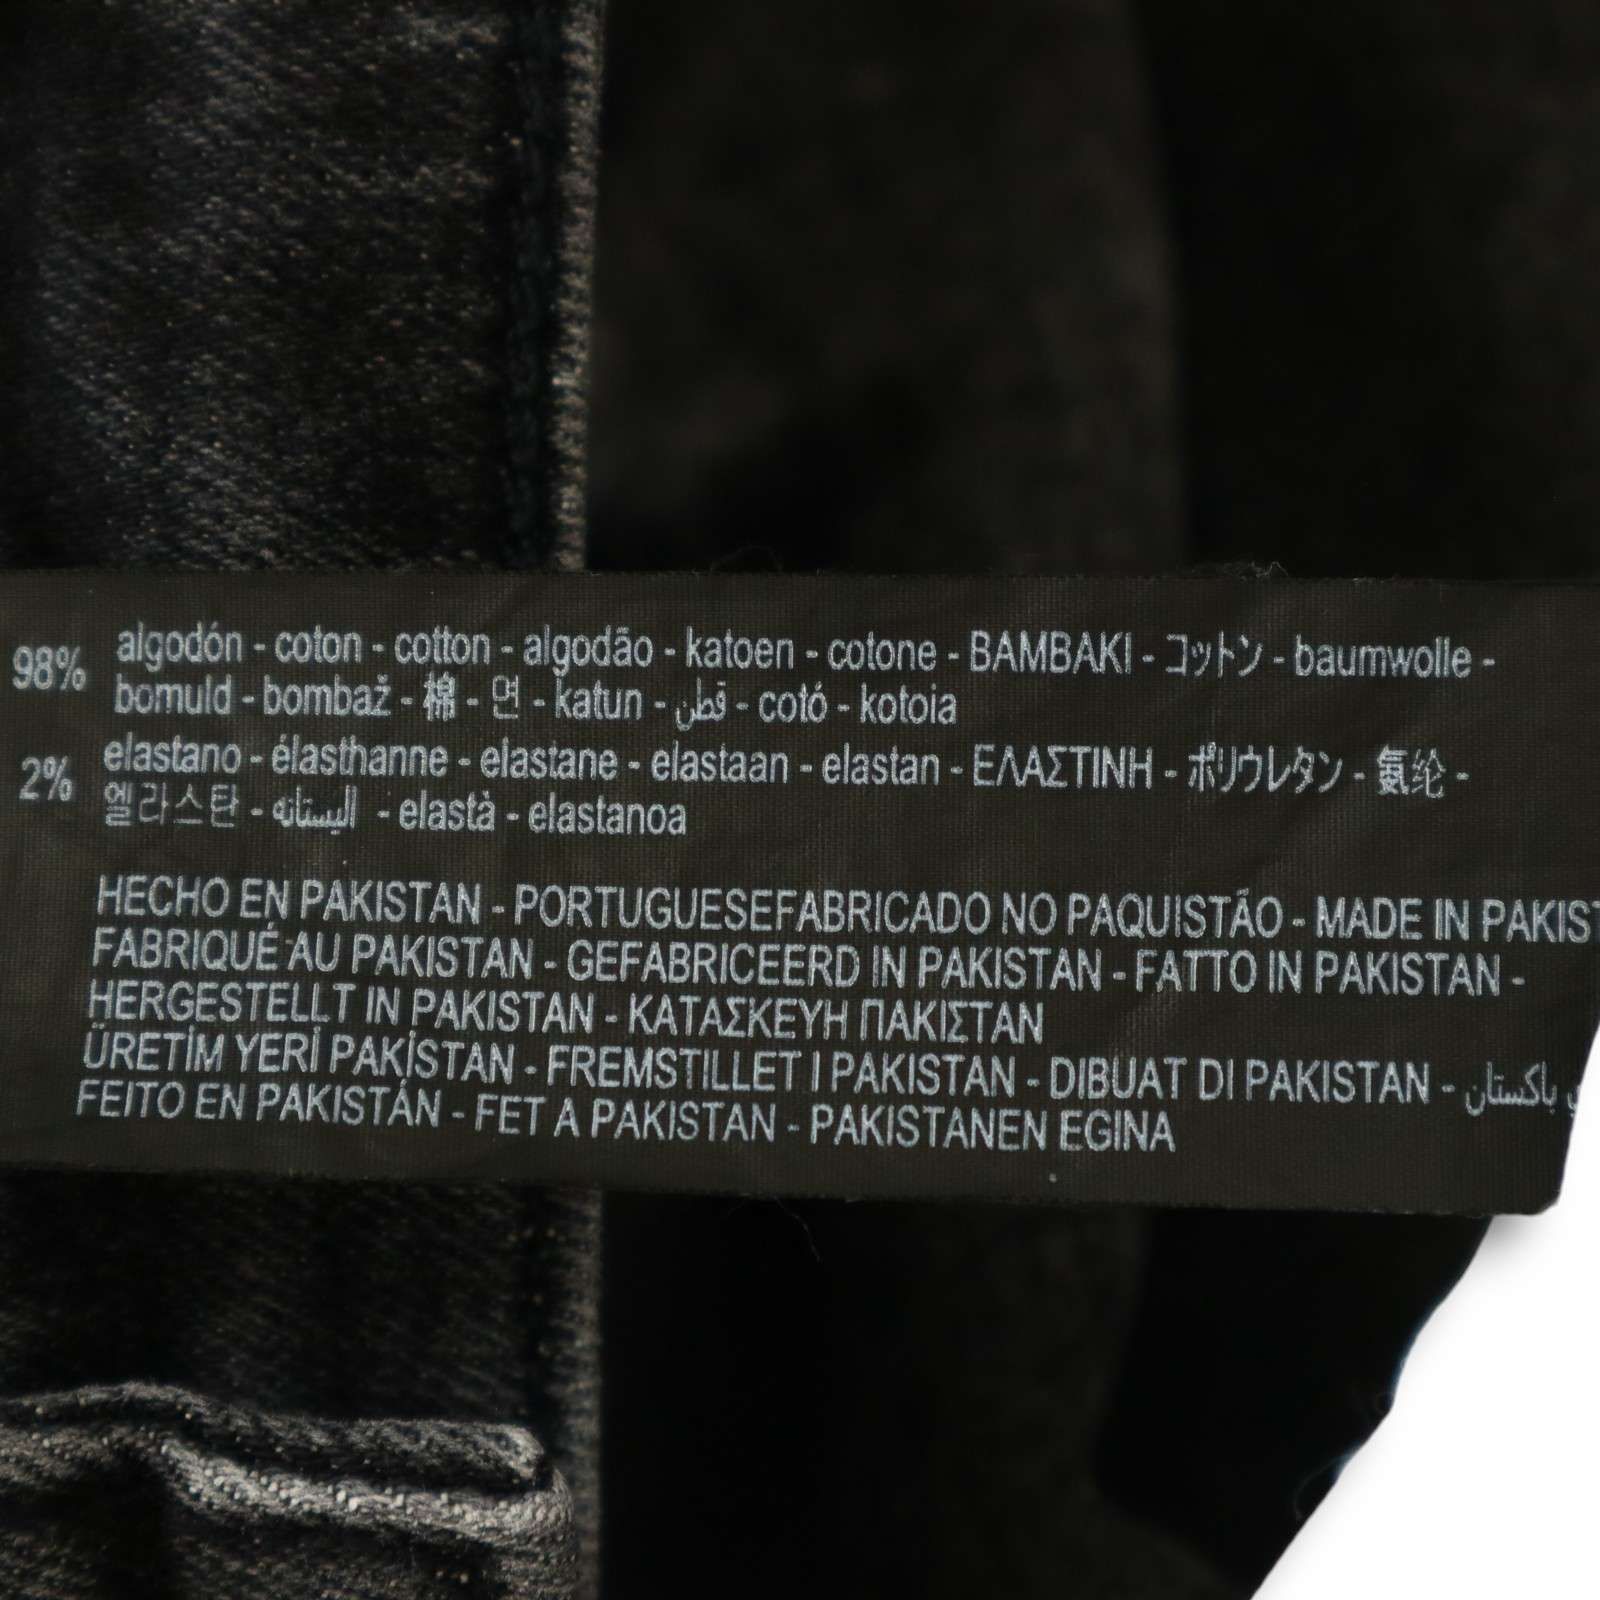 98% algodón - coton - cotton - algodão - katoen - cotone - BAMBAKI - コットン - baumwolle -
bomuld - bombaž - 棉 - 면 - katun - قطن - cotó - kotoia
2% elastano - élasthanne - elastane - elastaan - elastan - ΕΛΑΣΤΙΝΗ - ポリウレタン - 氨纶 -
엘라스탄 - اليستانه - elastà - elastanoa
HECHO EN PAKISTAN - PORTUGUESEFABRICADO NO PAQUISTÃO - MADE IN PAKIST
FABRIQUÉ AU PAKISTAN - GEFABRICEERD IN PAKISTAN - FATTO IN PAKISTAN -
HERGESTELLT IN PAKISTAN - ΚΑΤΑΣΚΕΥΗ ΠΑΚΙΣΤΑΝ
ÜRETİM YERİ PAKİSTAN - FREMSTILLET I PAKISTAN - DIBUAT DI PAKISTAN - باكستان
FEITO EN PAKISTÁN - FET A PAKISTAN - PAKISTANEN EGINA